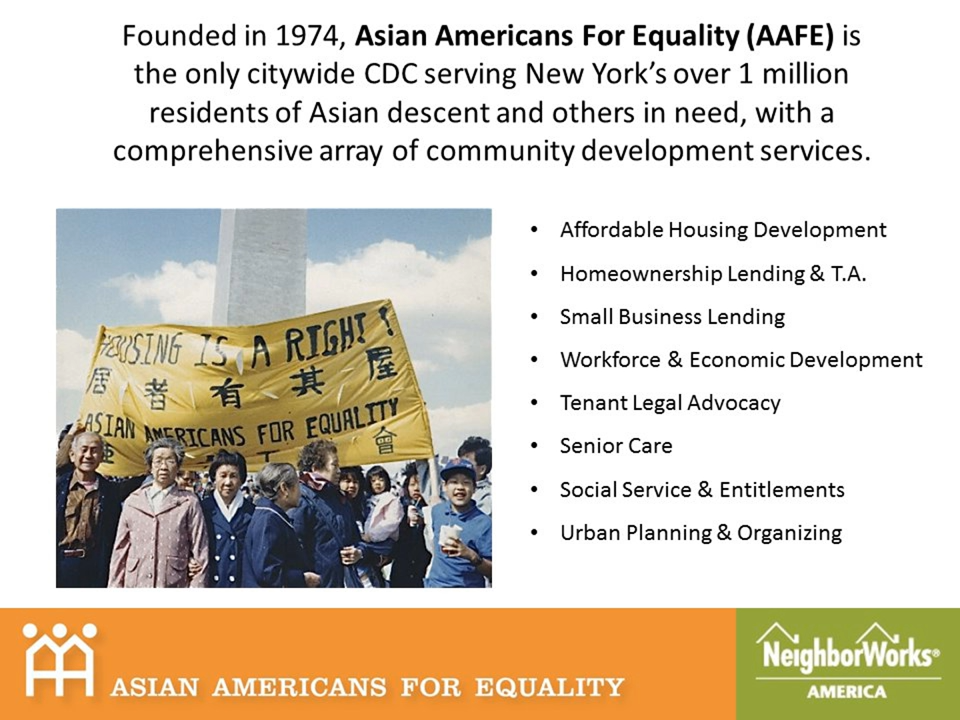 Founded in 1974, Asian Americans For Equality (AAFE) is
the only citywide CDC serving New York’s over 1 million
residents of Asian descent and others in need, with a
comprehensive array of community development services.
HOUSING IS A RIGHT!
居者有其屋
ASIAN AMERICANS FOR EQUALITY
會
• Affordable Housing Development
• Homeownership Lending & T.A.
• Small Business Lending
• Workforce & Economic Development
• Tenant Legal Advocacy
• Senior Care
• Social Service & Entitlements
• Urban Planning & Organizing
ASIAN AMERICANS FOR EQUALITY
NeighborWorks®
AMERICA